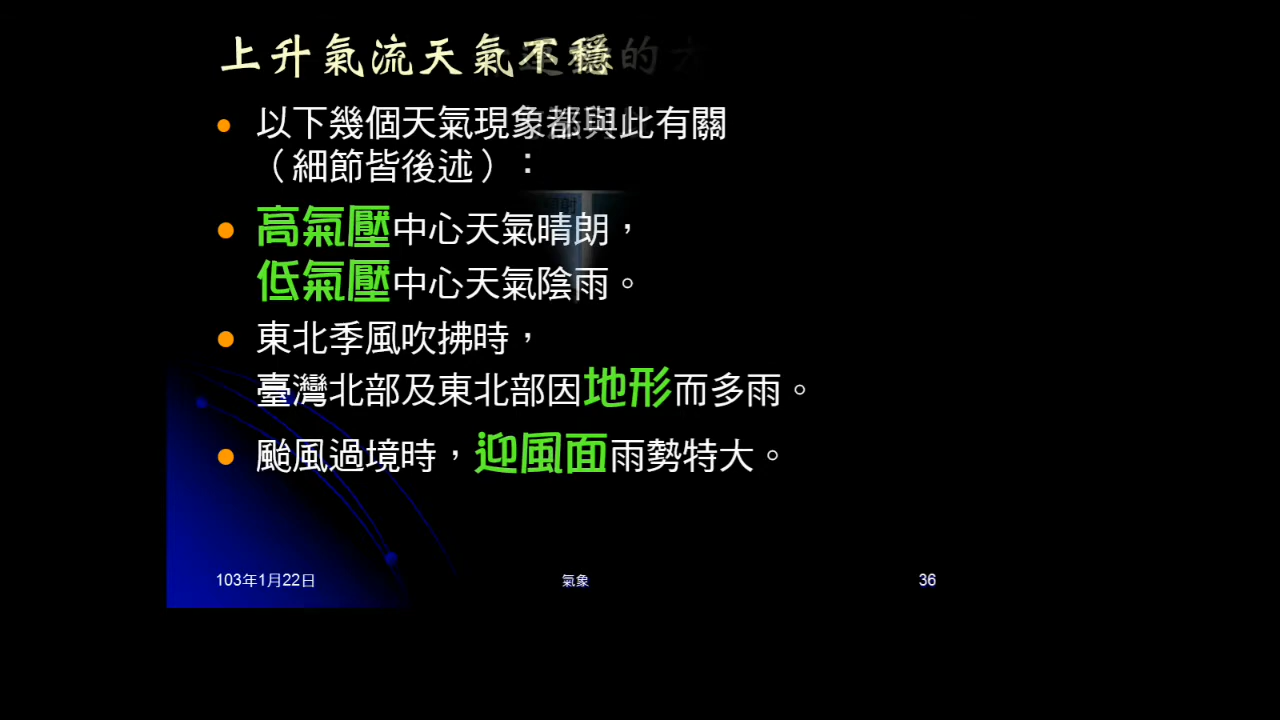 上升氣流天氣不穩
以下幾個天氣現象都與此有關
（細節皆後述）：
高氣壓中心天氣晴朗，
低氣壓中心天氣陰雨。
東北季風吹拂時，
臺灣北部及東北部因地形而多雨。
颱風過境時，迎風面雨勢特大。
103年1月22日
氣象
36